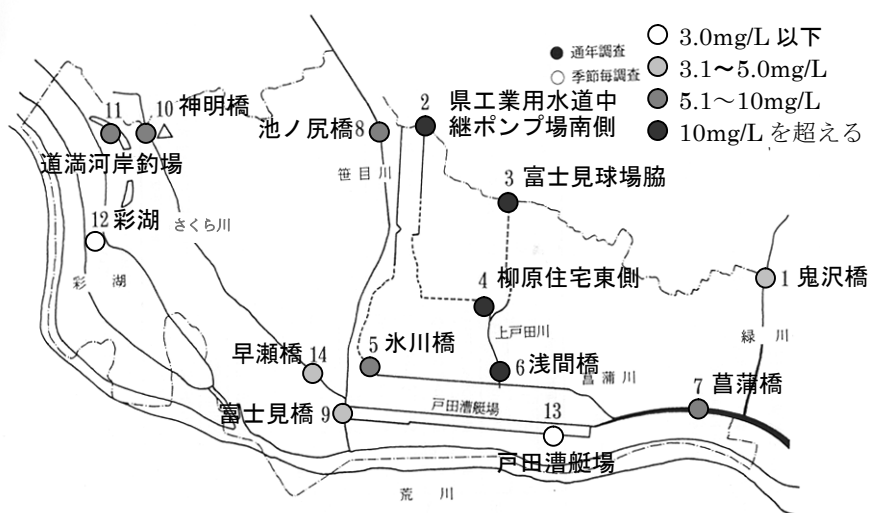 ● 通年調査
○ 季節毎調査
3.0mg/L 以下
3.1～5.0mg/L
5.1～10mg/L
10mg/L を超える
11
10
神明橋
道満河岸釣場
池ノ尻橋
8
2
県工業用水道中
継ポンプ場南側
笹目川
3
富士見球場脇
12
彩湖
さくら川
彩湖
4
柳原住宅東側
1
鬼沢橋
上戸田川
緑川
早瀬橋
14
5
氷川橋
6
浅間橋
菖蒲川
7
菖蒲橋
富士見橋
9
戸田漕艇場
13
戸田漕艇場
荒川